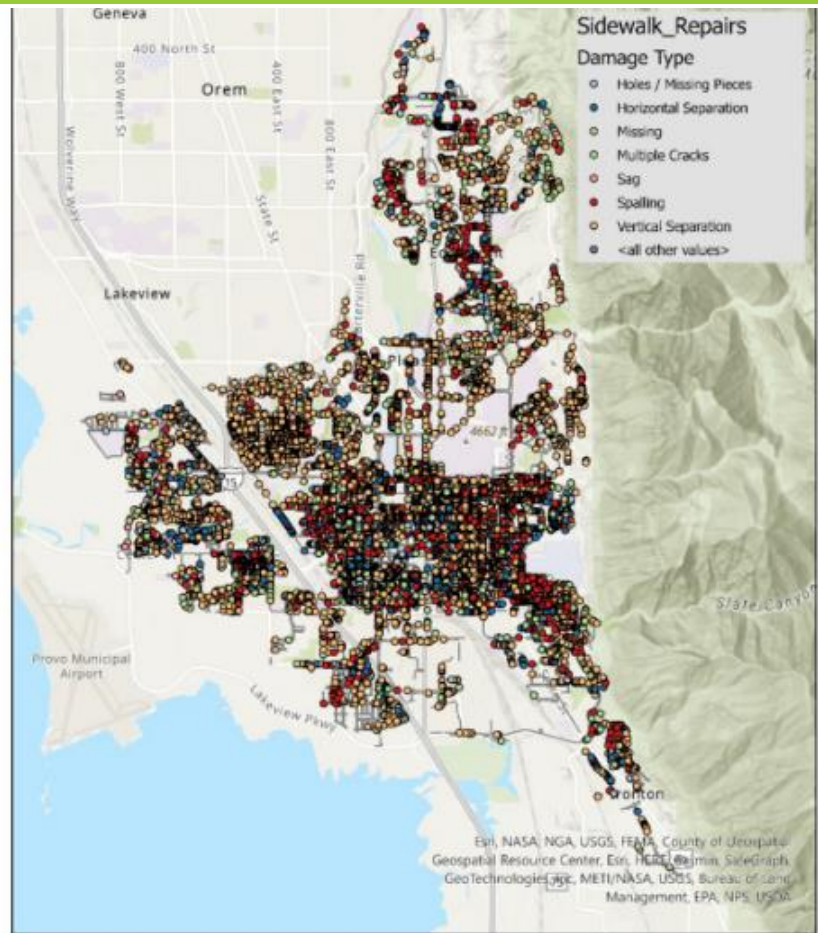 Geneva
400 North St
Orem
800 West St
400 East St
800 East St
Wolverine Way
State St
Lakeview
15
4662 ft
State Canyon
Provo Municipal
Airport
Lakeview Pkwy
Sidewalk_Repairs
Damage Type
Holes / Missing Pieces
Horizontal Separation
Missing
Multiple Cracks
Sag
Spalling
Vertical Separation
<all other values>
Esri, NASA, NGA, USGS, FEMA, County of
Geospatial Resource Center, Esri, SafeGraph,
GeoTechnologies METI/NASA, USGS, Bureau of Land
Management, EPA, NPS, USDA